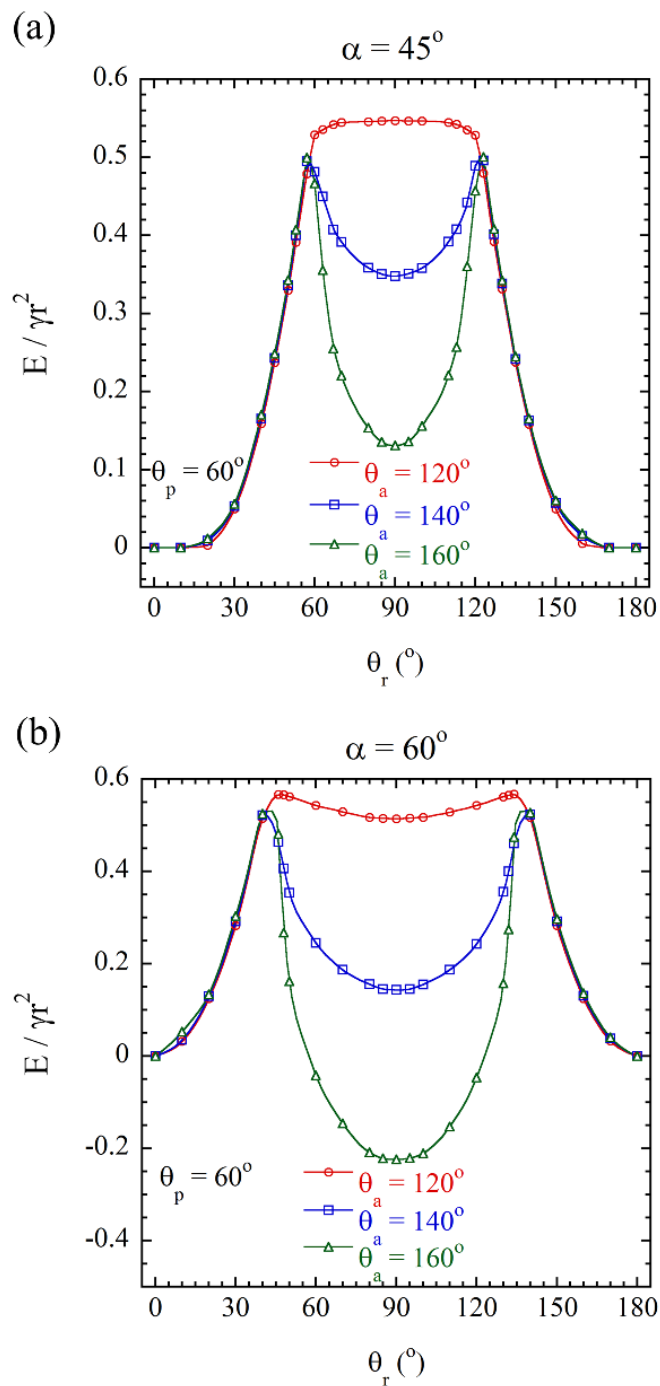 (a)
α = 45°
0.6
0.5
0.4
0.3
0.2
0.1
0
E / γr²
θp = 60°
θa = 120°
θa = 140°
θa = 160°
0 30 60 90 120 150 180
θr (°)
(b)
α = 60°
0.6
0.4
0.2
0
-0.2
-0.4
E / γr²
θp = 60°
θa = 120°
θa = 140°
θa = 160°
0 30 60 90 120 150 180
θr (°)